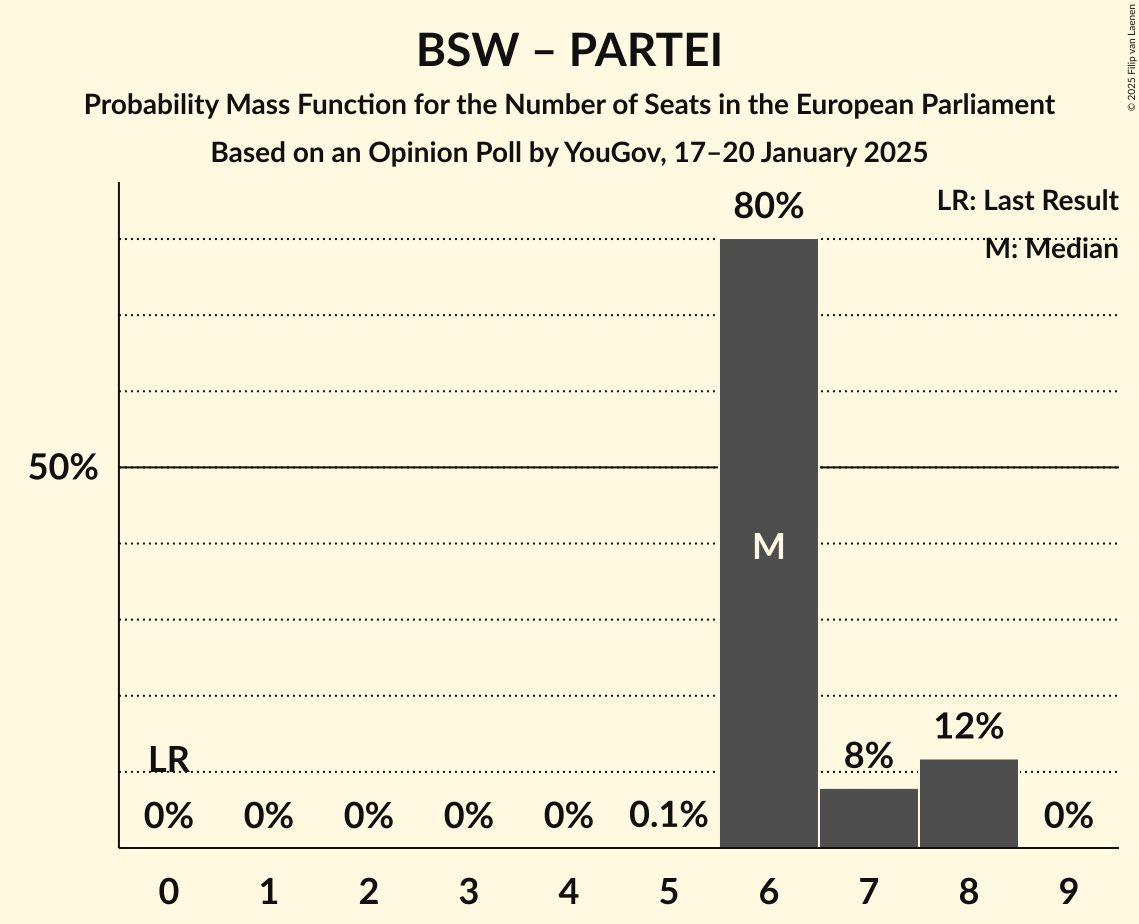 BSW – PARTEI
Probability Mass Function for the Number of Seats in the European Parliament
Based on an Opinion Poll by YouGov, 17–20 January 2025
© 2025 Filip van Laenen
LR: Last Result
M: Median
80%
50%
M
12%
8%
LR
0% 0% 0% 0% 0% 0.1% 0%
0 1 2 3 4 5 6 7 8 9